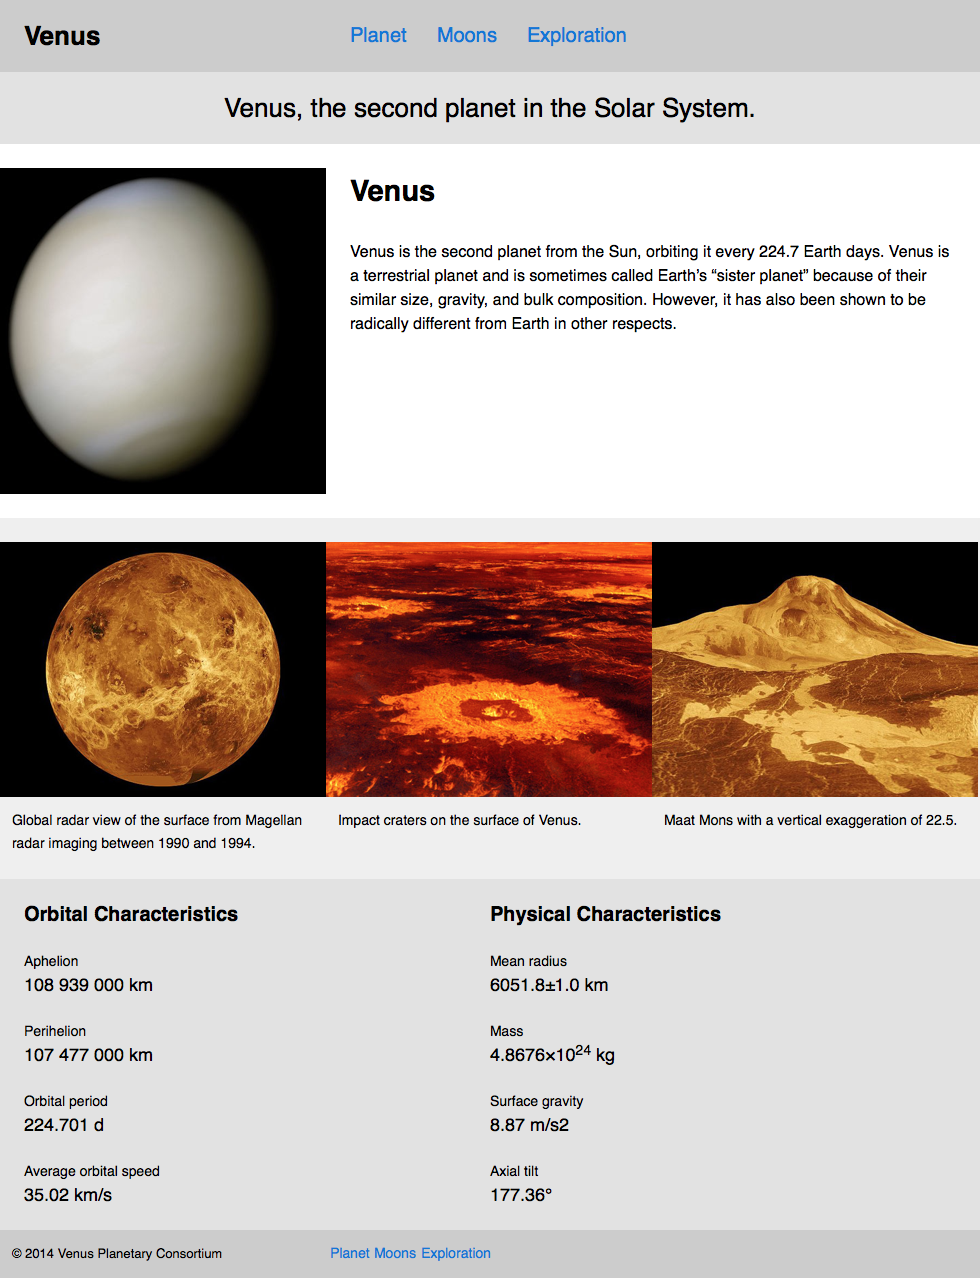 Venus
Planet Moons Exploration
Venus, the second planet in the Solar System.
Venus
Venus is the second planet from the Sun, orbiting it every 224.7 Earth days. Venus is
a terrestrial planet and is sometimes called Earth’s “sister planet” because of their
similar size, gravity, and bulk composition. However, it has also been shown to be
radically different from Earth in other respects.
Global radar view of the surface from Magellan
radar imaging between 1990 and 1994.
Impact craters on the surface of Venus.
Maat Mons with a vertical exaggeration of 22.5.
Orbital Characteristics
Aphelion
108 939 000 km
Perihelion
107 477 000 km
Orbital period
224.701 d
Average orbital speed
35.02 km/s
Physical Characteristics
Mean radius
6051.8±1.0 km
Mass
4.8676×10²⁴ kg
Surface gravity
8.87 m/s2
Axial tilt
177.36°
© 2014 Venus Planetary Consortium
Planet Moons Exploration